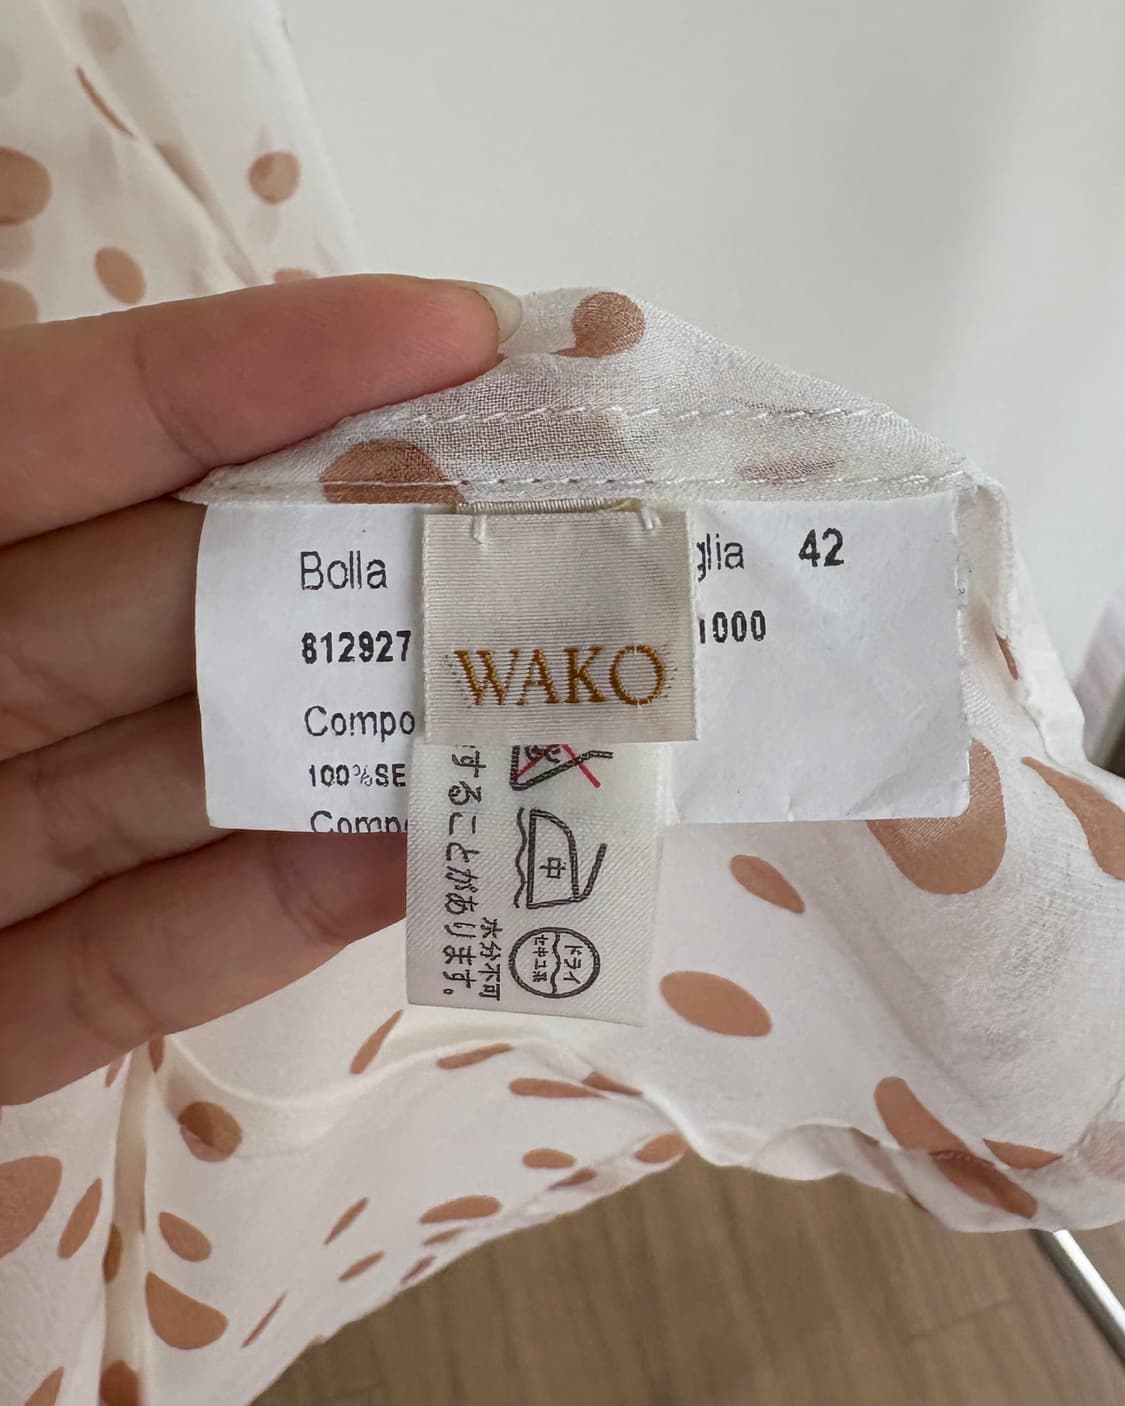 Bolla
glia 42
812927
1000
Compo
100%SE
Compo
WAKO
することがあります。
水分不可
中
ドライ
セキユ系